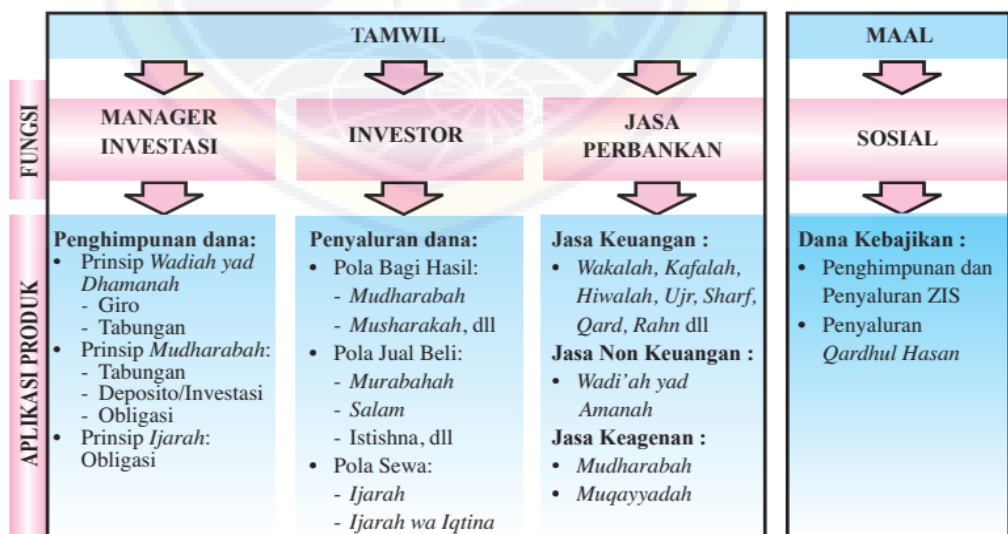 TAMWIL
MAAL
FUNGSI
MANAGER
INVESTASI
INVESTOR
JASA
PERBANKAN
SOSIAL
APLIKASI PRODUK
Penghimpunan dana:
• Prinsip Wadiah yad
Dhamanah
- Giro
- Tabungan
• Prinsip Mudharabah:
- Tabungan
- Deposito/Investasi
- Obligasi
• Prinsip Ijarah:
Obligasi
Penyaluran dana:
• Pola Bagi Hasil:
- Mudharabah
- Musharakah, dll
• Pola Jual Beli:
- Murabahah
- Salam
- Istishna, dll
• Pola Sewa:
- Ijarah
- Ijarah wa Iqtina
Jasa Keuangan :
• Wakalah, Kafalah,
Hiwalah, Ujr, Sharf,
Qard, Rahn dll
Jasa Non Keuangan :
• Wadi'ah yad
Amanah
Jasa Keagenan :
• Mudharabah
• Muqayyadah
Dana Kebajikan :
• Penghimpunan dan
Penyaluran ZIS
• Penyaluran
Qardhul Hasan